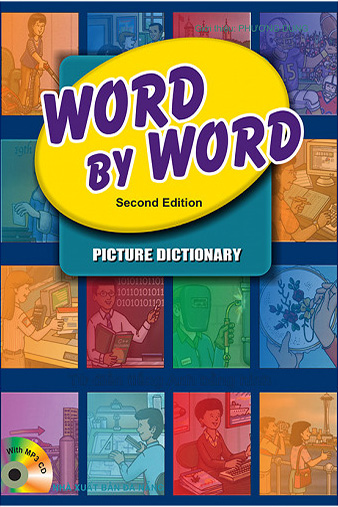 WORD
BY WORD
Second Edition
PICTURE DICTIONARY
With MP3 CD